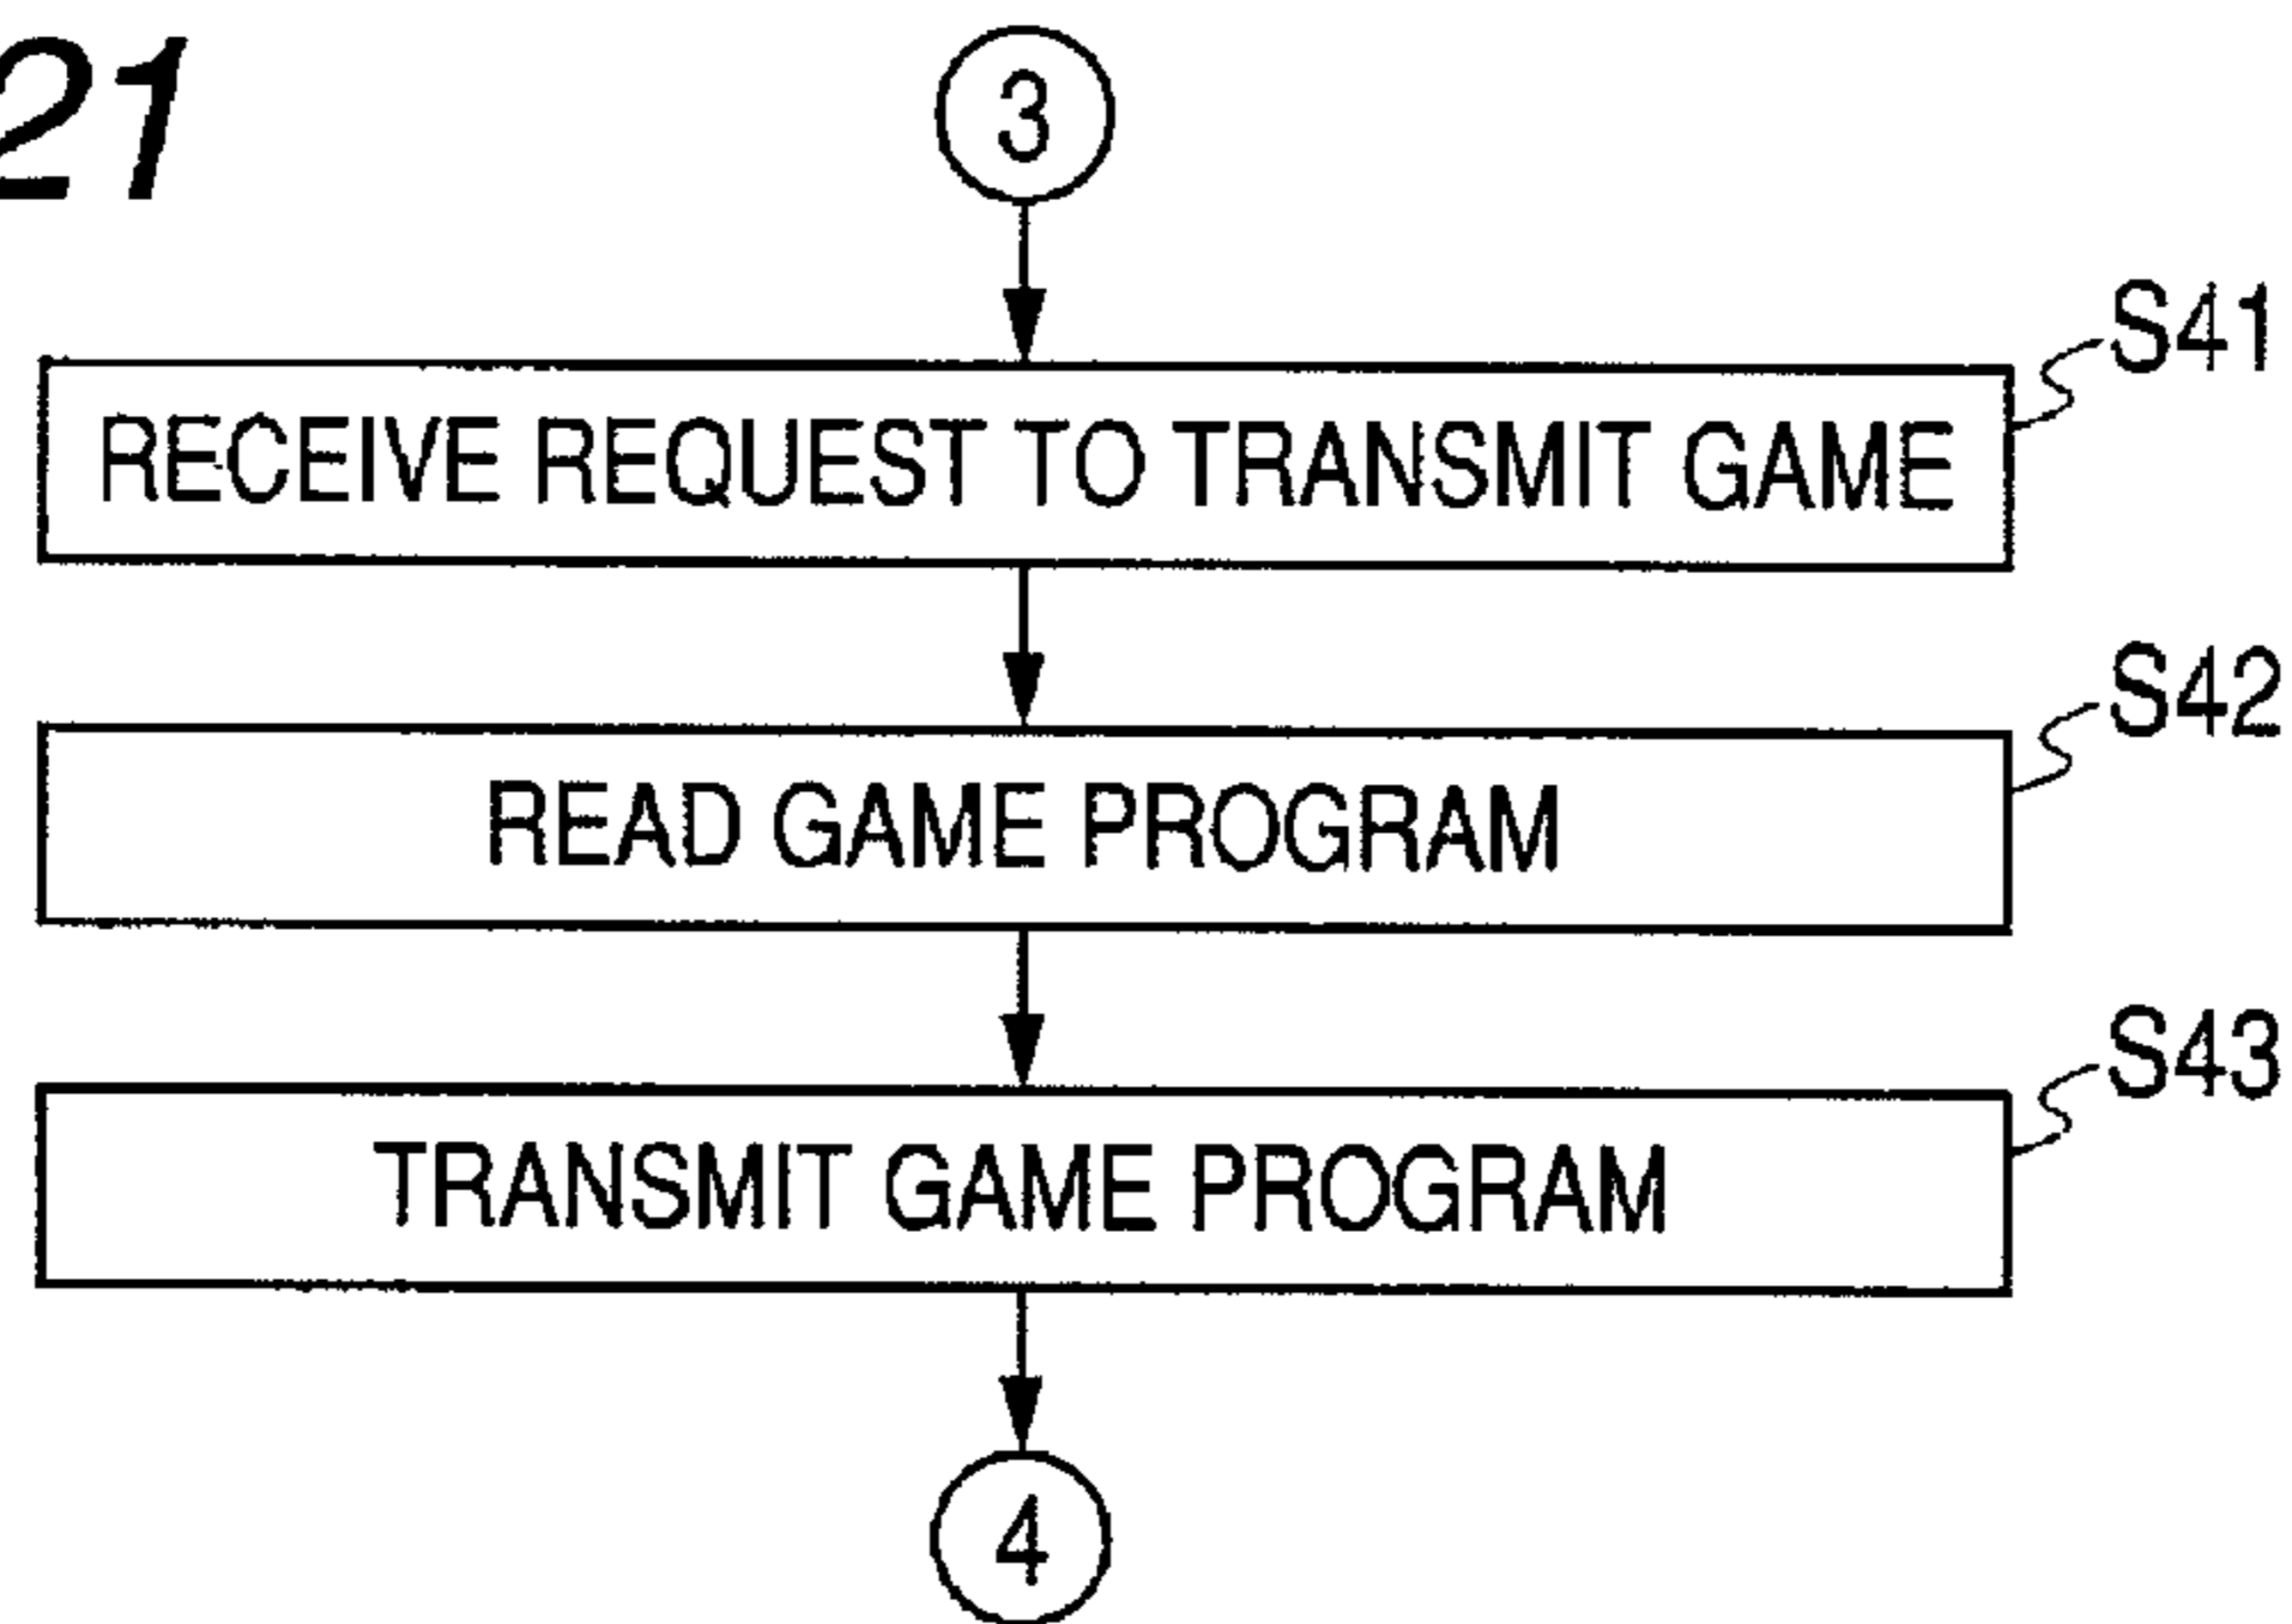 21
3
S41
RECEIVE REQUEST TO TRANSMIT GAME
S42
READ GAME PROGRAM
S43
TRANSMIT GAME PROGRAM
4